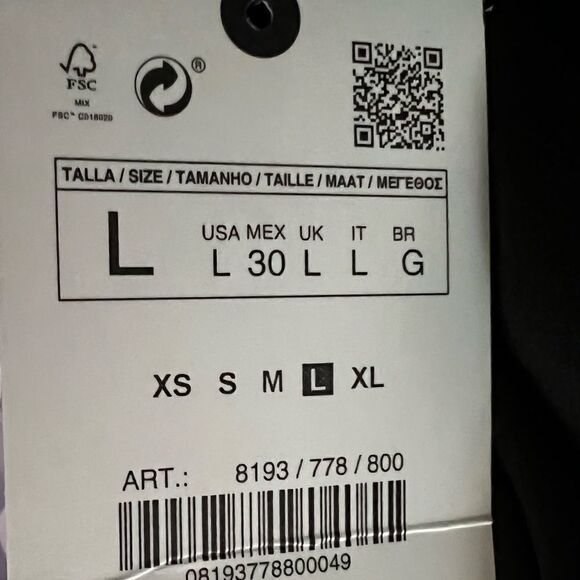 FSC
MIX
FSC™ C018020
®
TALLA / SIZE / TAMANHO / TAILLE / MAAT / ΜΕΓΕΘΟΣ
USA MEX UK IT BR
L L 30 L L G
XS S M L XL
ART.: 8193 / 778 / 800
08193778800049